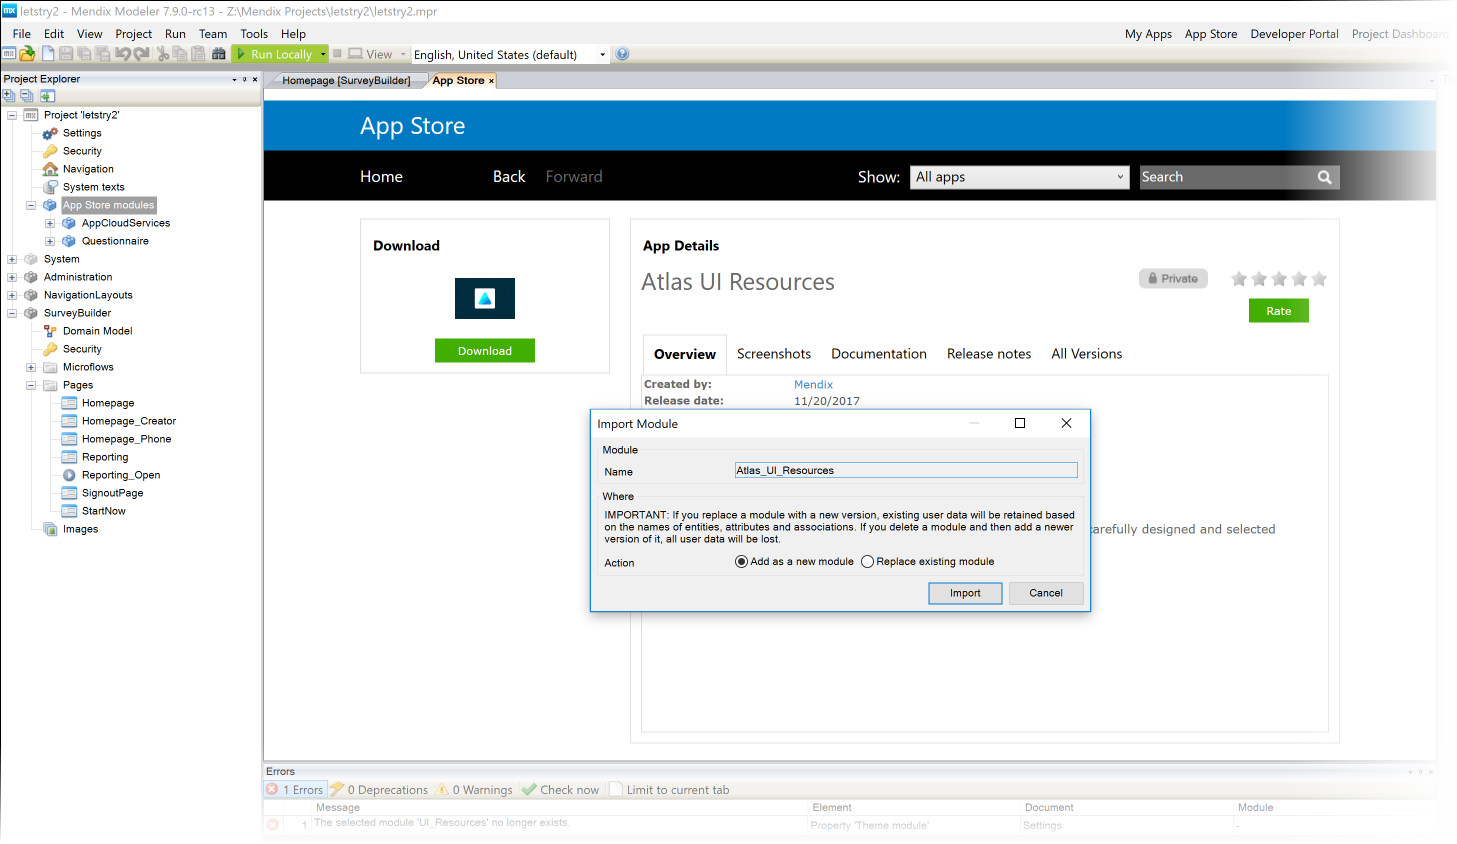 letstry2 - Mendix Modeler 7.9.0-rc13 - Z:\Mendix Projects\letstry2\letstry2.mpr
File Edit View Project Run Team Tools Help
My Apps App Store Developer Portal Project Dashboard
Run Locally View English, United States (default)
Project Explorer
Homepage [SurveyBuilder] App Store
Project 'letstry2'
Settings
Security
Navigation
System texts
App Store modules
AppCloudServices
Questionnaire
System
Administration
NavigationLayouts
SurveyBuilder
Domain Model
Security
Microflows
Pages
Homepage
Homepage_Creator
Homepage_Phone
Reporting
Reporting_Open
SignoutPage
StartNow
Images
App Store
Home Back Forward Show: All apps Search
Download
Download
App Details
Atlas UI Resources
Private
Rate
Overview Screenshots Documentation Release notes All Versions
Created by: Mendix
Release date: 11/20/2017
carefully designed and selected
Import Module
Module
Name Atlas_UI_Resources
Where
IMPORTANT: If you replace a module with a new version, existing user data will be retained based
on the names of entities, attributes and associations. If you delete a module and then add a newer
version of it, all user data will be lost.
Action Add as a new module Replace existing module
Import Cancel
Errors
1 Errors 0 Deprecations 0 Warnings Check now Limit to current tab
Message Element Document Module
1 The selected module 'UI_Resources' no longer exists. Property 'Theme module' Settings -